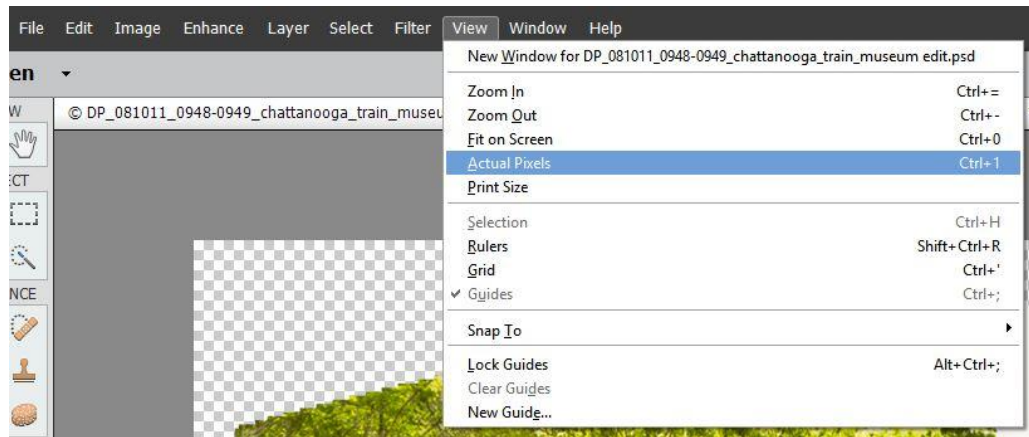 File Edit Image Enhance Layer Select Filter View Window Help
New Window for DP_081011_0948-0949_chattanooga_train_museum edit.psd
en
W
© DP_081011_0948-0949_chattanooga_train_museu
Zoom In Ctrl+=
Zoom Out Ctrl+-
Fit on Screen Ctrl+0
Actual Pixels Ctrl+1
Print Size
ECT
Selection Ctrl+H
Rulers Shift+Ctrl+R
Grid Ctrl+'
NCE
Guides Ctrl+;
Snap To
Lock Guides Alt+Ctrl+;
Clear Guides
New Guide...